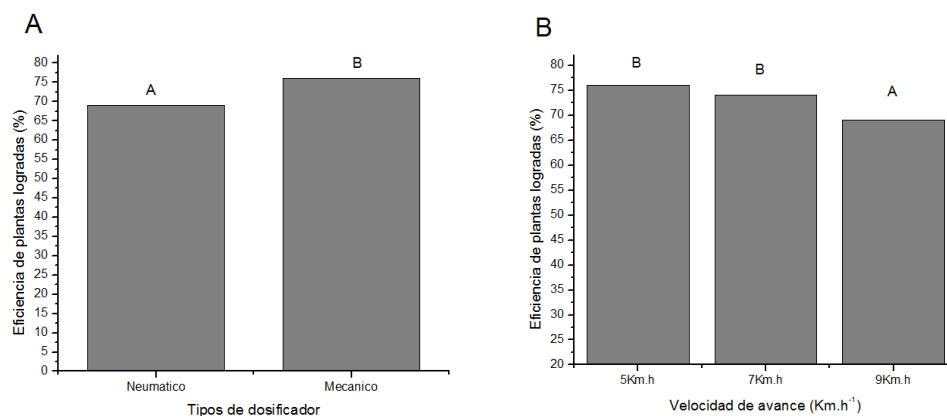 A
Eficiencia de plantas logradas (%)
80
75
70
65
60
55
50
45
40
35
30
25
20
15
10
5
0
A
B
Neumatico
Mecanico
Tipos de dosificador
B
Eficiencia de plantas logradas (%)
80
75
70
65
60
55
50
45
40
35
30
25
20
B
B
A
5Km.h
7Km.h
9Km.h
Velocidad de avance (Km.h⁻¹)